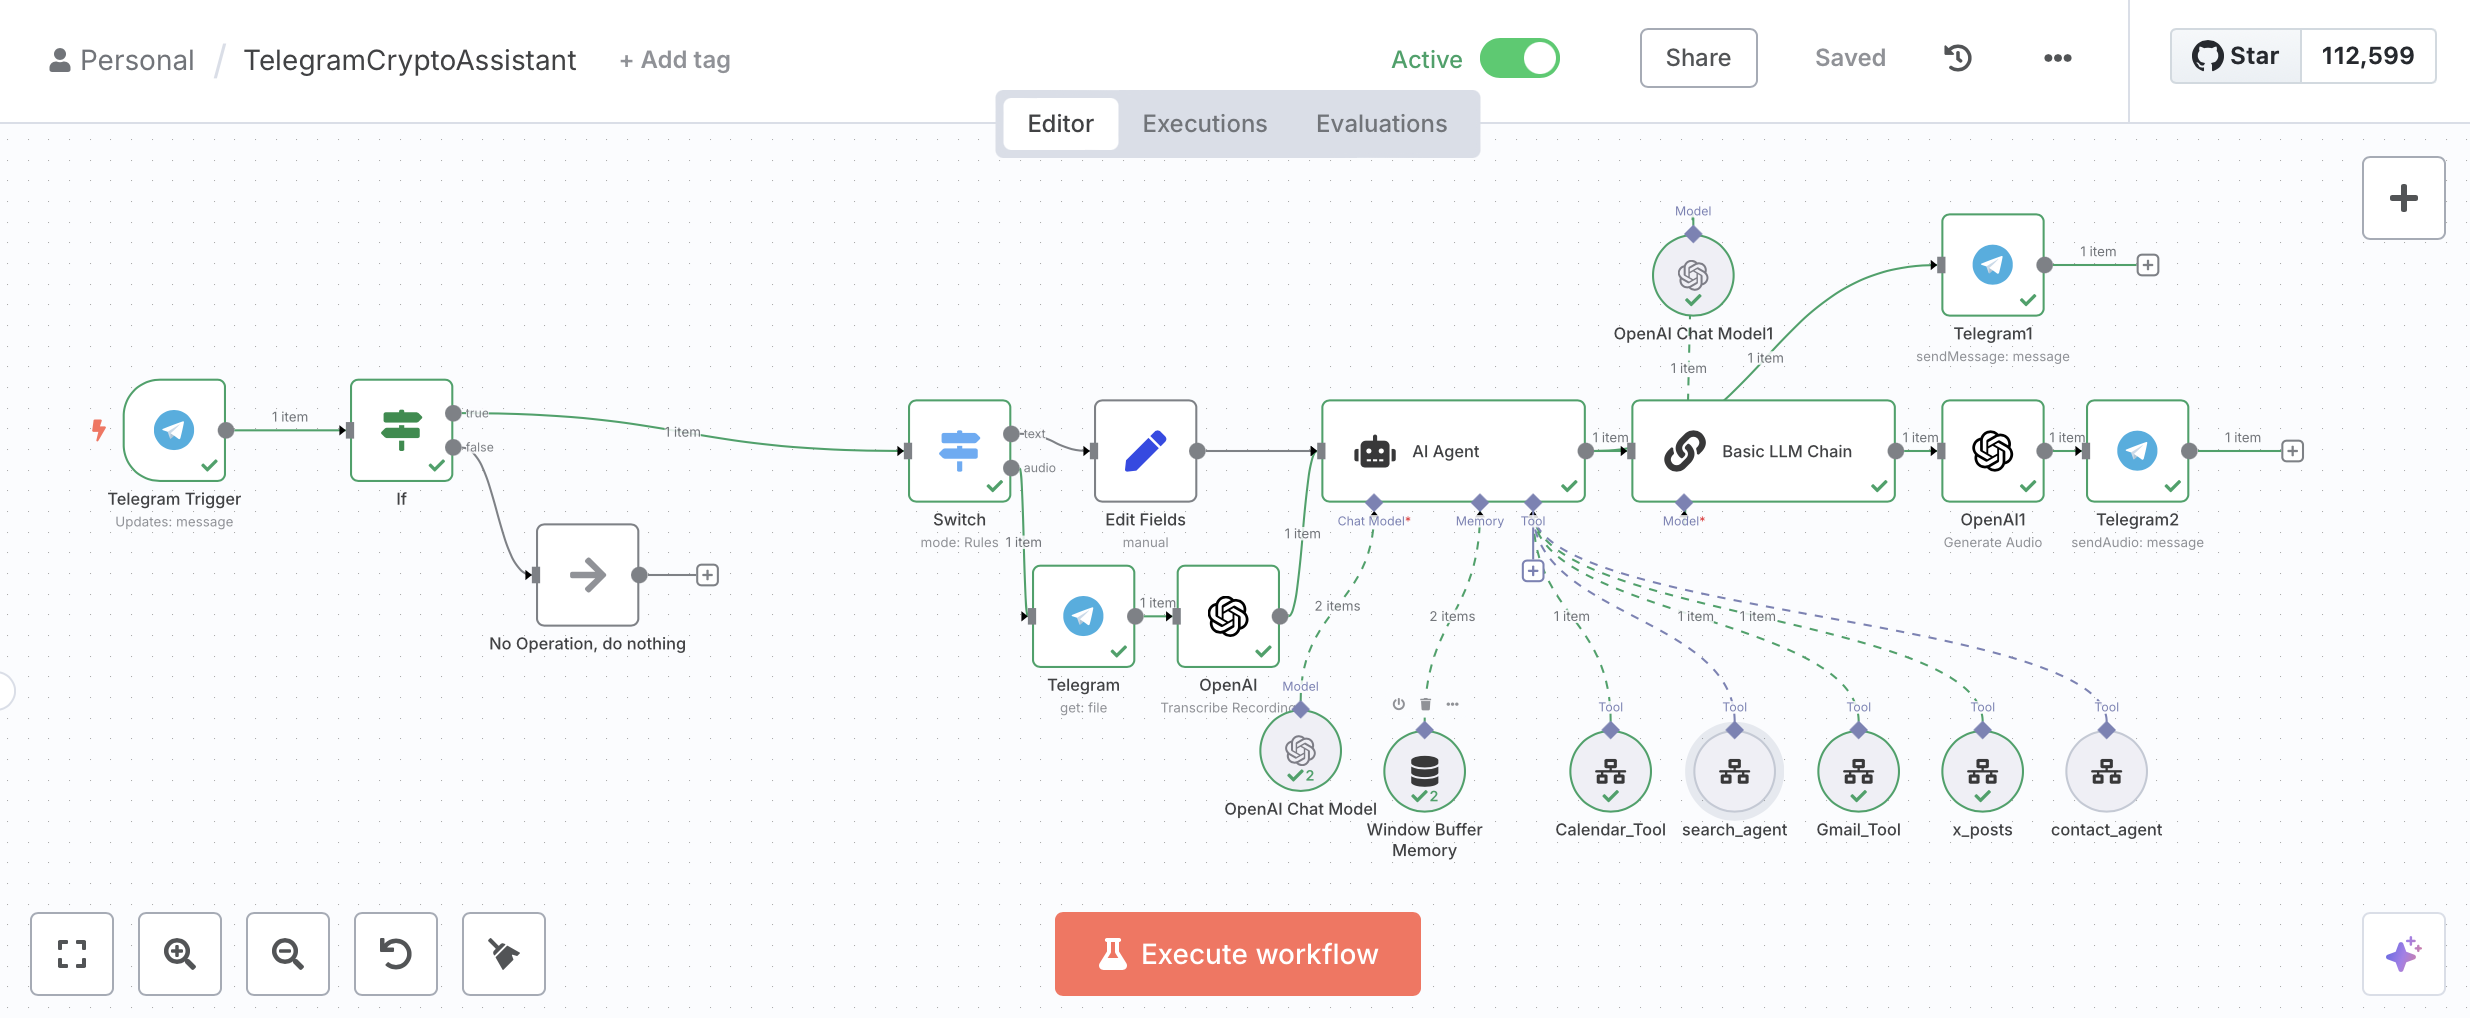 Personal / TelegramCryptoAssistant + Add tag
Active
Share
Saved
Star 112,599
Editor Executions Evaluations
Model
OpenAI Chat Model1
1 item
1 item
Telegram1
sendMessage: message
1 item
Telegram Trigger
Updates: message
1 item
If
true
false
1 item
No Operation, do nothing
Switch
mode: Rules
text
audio
1 item
Edit Fields
manual
Telegram
get: file
1 item
OpenAI
Transcribe Recording
1 item
AI Agent
Chat Model*
Memory
Tool
1 item
Basic LLM Chain
Model*
1 item
OpenAI1
Generate Audio
1 item
Telegram2
sendAudio: message
1 item
2 items
2 items
1 item
1 item
1 item
Model
2
OpenAI Chat Model
2
Window Buffer
Memory
Tool
Calendar_Tool
Tool
search_agent
Tool
Gmail_Tool
Tool
x_posts
Tool
contact_agent
Execute workflow